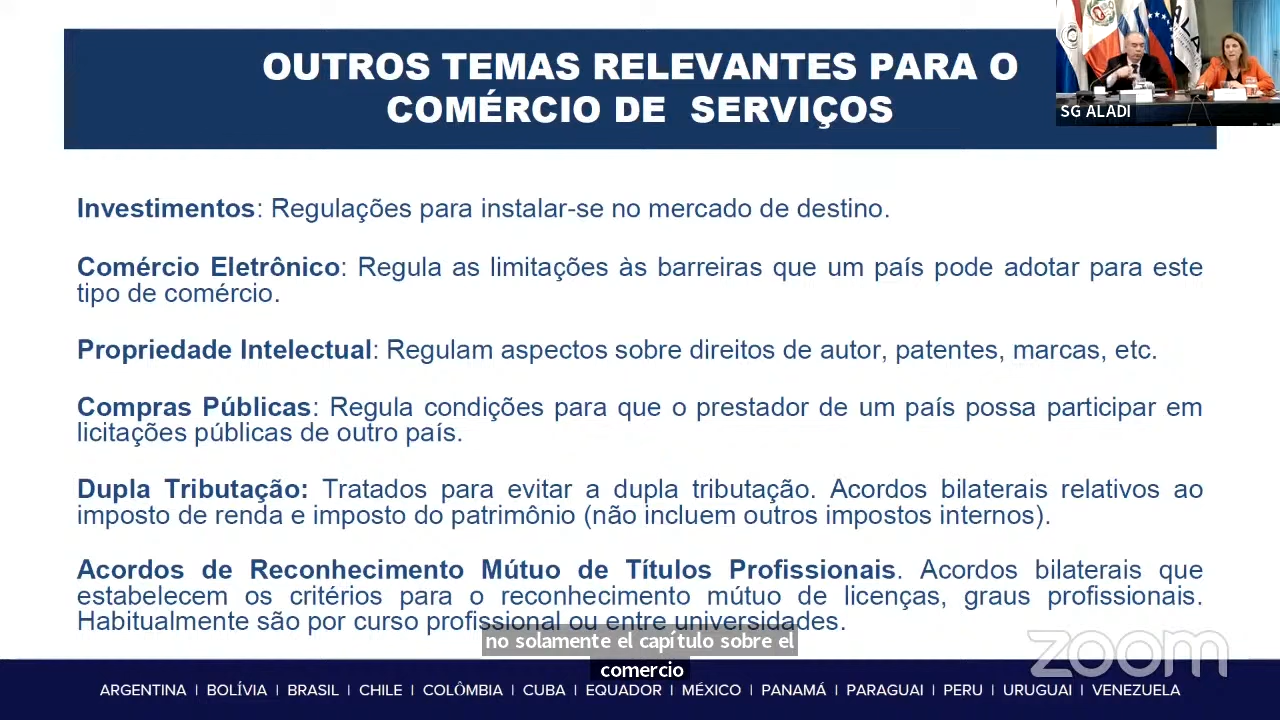 OUTROS TEMAS RELEVANTES PARA O
COMÉRCIO DE SERVIÇOS
SG ALADI
Investimentos: Regulações para instalar-se no mercado de destino.
Comércio Eletrônico: Regula as limitações às barreiras que um país pode adotar para este
tipo de comércio.
Propriedade Intelectual: Regulam aspectos sobre direitos de autor, patentes, marcas, etc.
Compras Públicas: Regula condições para que o prestador de um país possa participar em
licitações públicas de outro país.
Dupla Tributação: Tratados para evitar a dupla tributação. Acordos bilaterais relativos ao
imposto de renda e imposto do patrimônio (não incluem outros impostos internos).
Acordos de Reconhecimento Mútuo de Títulos Profissionais. Acordos bilaterais que
estabelecem os critérios para o reconhecimento mútuo de licenças, graus profissionais.
Habitualmente são por curso profissional ou entre universidades.
no solamente el capítulo sobre el
comercio
zoom
ARGENTINA | BOLÍVIA | BRASIL | CHILE | COLÔMBIA | CUBA | EQUADOR | MÉXICO | PANAMÁ | PARAGUAI | PERU | URUGUAI | VENEZUELA